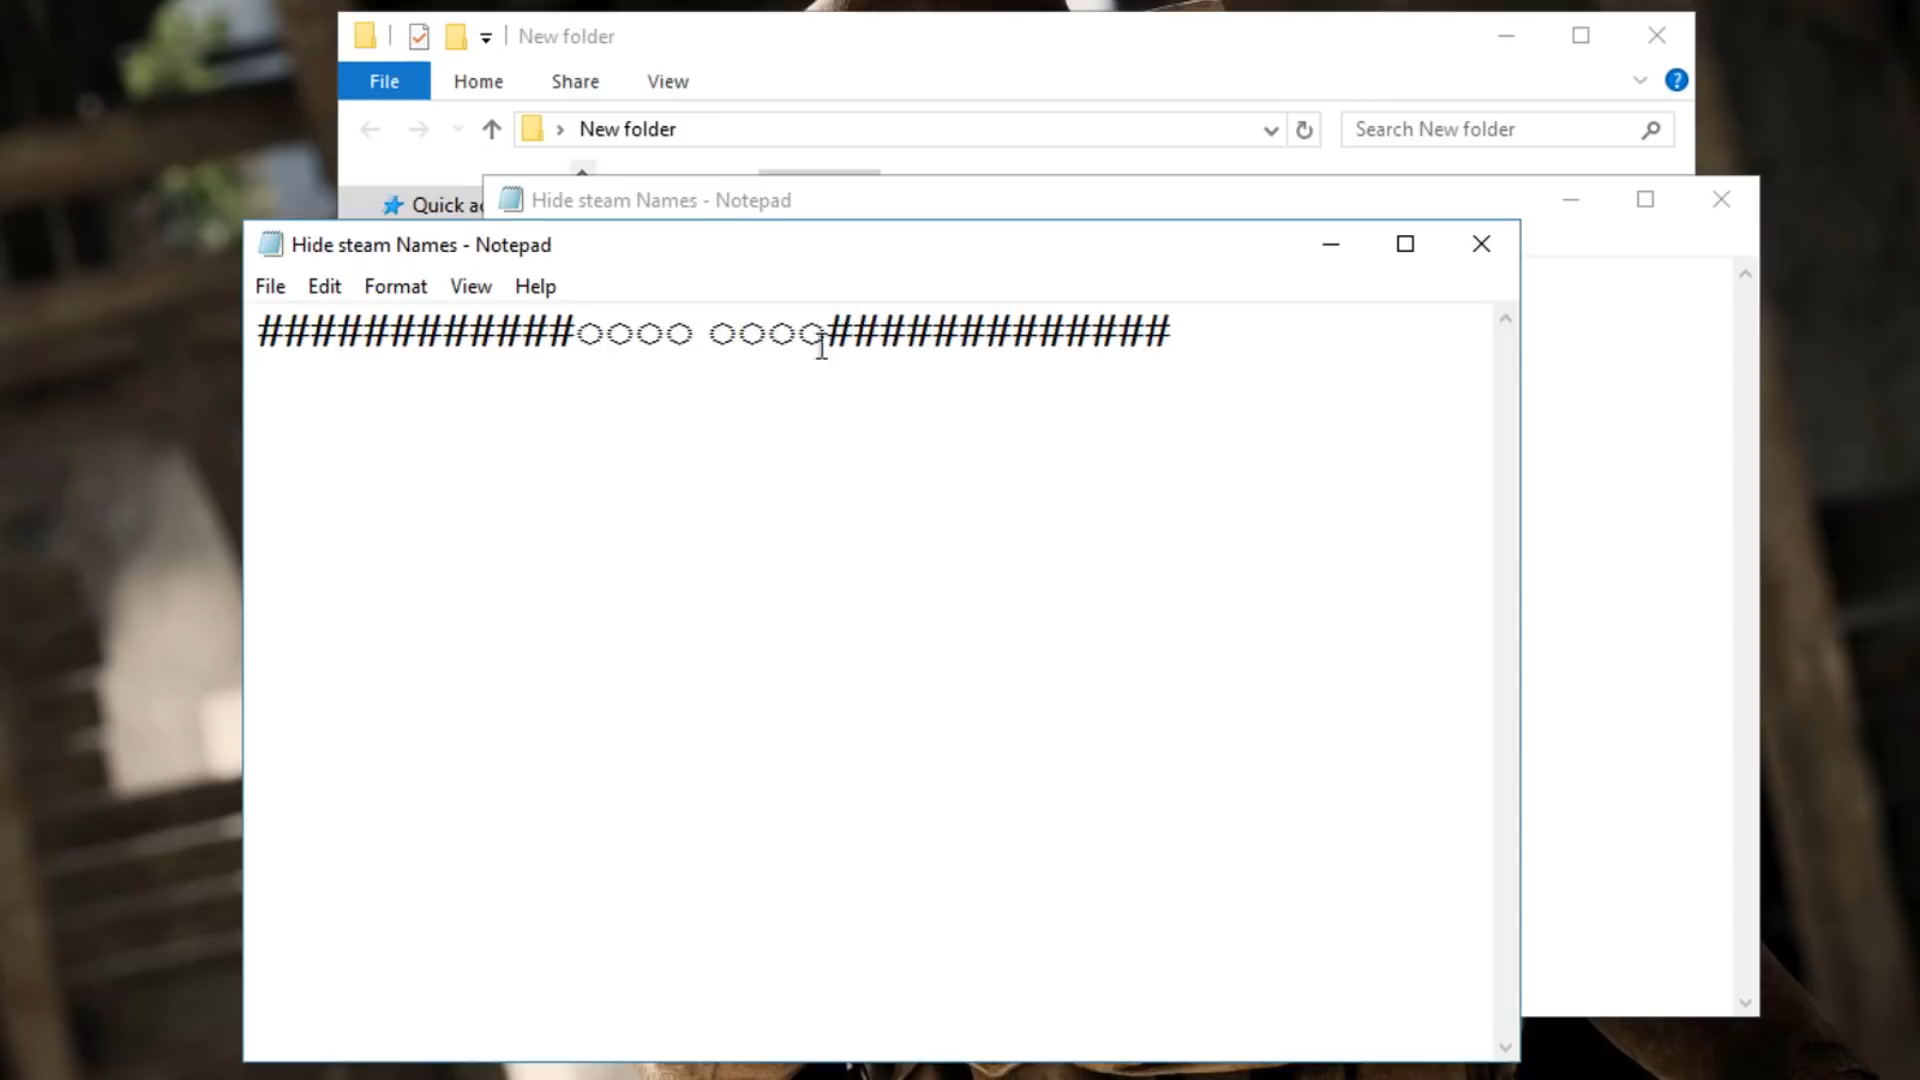 New folder
File Home Share View
New folder
Search New folder
Quick ac
Hide steam Names - Notepad
Hide steam Names - Notepad
File Edit Format View Help
############◌◌◌◌ ◌◌◌◌#############